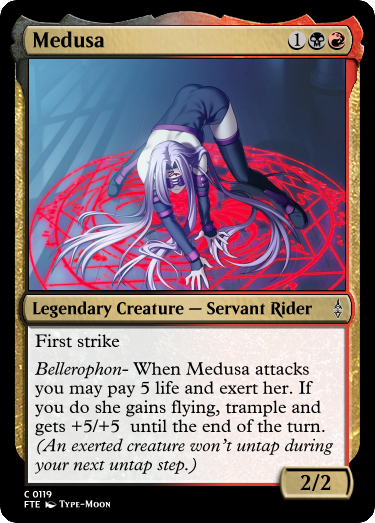 Medusa 1
Legendary Creature — Servant Rider
First strike
Bellerophon- When Medusa attacks
you may pay 5 life and exert her. If
you do she gains flying, trample and
gets +5/+5 until the end of the turn.
(An exerted creature won't untap during
your next untap step.)
2/2
C 0119
FTE Type-Moon